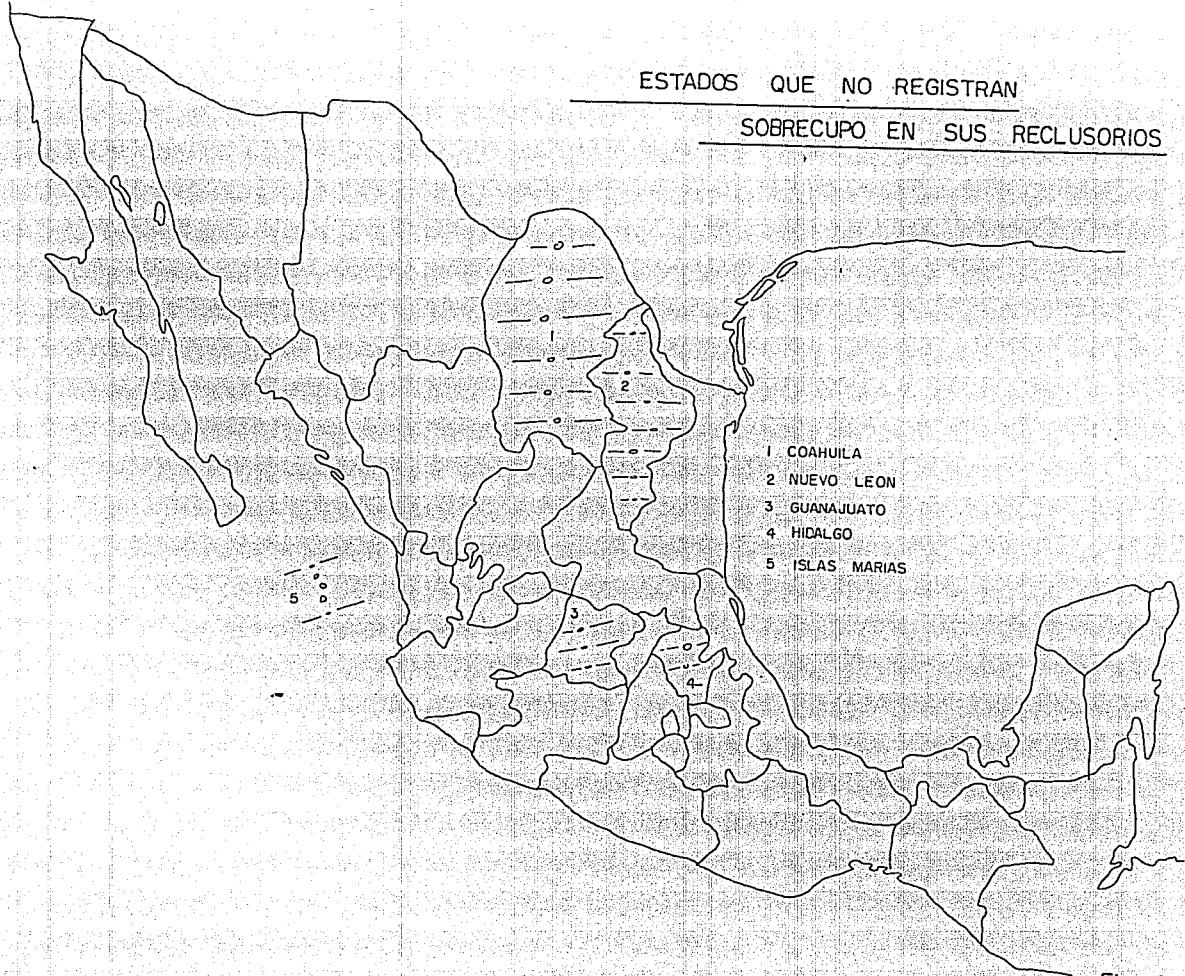 ESTADOS QUE NO REGISTRAN
SOBRECUPO EN SUS RECLUSORIOS
1
2
1 COAHUILA
2 NUEVO LEON
3 GUANAJUATO
4 HIDALGO
5 ISLAS MARIAS
5
3
4